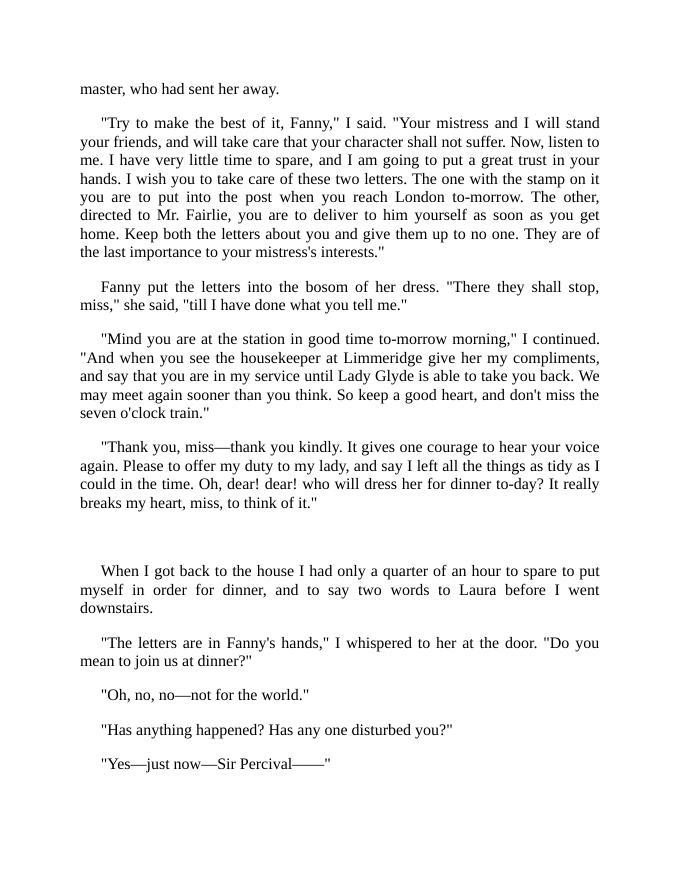 master, who had sent her away.
"Try to make the best of it, Fanny," I said. "Your mistress and I will stand
your friends, and will take care that your character shall not suffer. Now, listen to
me. I have very little time to spare, and I am going to put a great trust in your
hands. I wish you to take care of these two letters. The one with the stamp on it
you are to put into the post when you reach London to-morrow. The other,
directed to Mr. Fairlie, you are to deliver to him yourself as soon as you get
home. Keep both the letters about you and give them up to no one. They are of
the last importance to your mistress's interests."
Fanny put the letters into the bosom of her dress. "There they shall stop,
miss," she said, "till I have done what you tell me."
"Mind you are at the station in good time to-morrow morning," I continued.
"And when you see the housekeeper at Limmeridge give her my compliments,
and say that you are in my service until Lady Glyde is able to take you back. We
may meet again sooner than you think. So keep a good heart, and don't miss the
seven o'clock train."
"Thank you, miss—thank you kindly. It gives one courage to hear your voice
again. Please to offer my duty to my lady, and say I left all the things as tidy as I
could in the time. Oh, dear! dear! who will dress her for dinner to-day? It really
breaks my heart, miss, to think of it."
When I got back to the house I had only a quarter of an hour to spare to put
myself in order for dinner, and to say two words to Laura before I went
downstairs.
"The letters are in Fanny's hands," I whispered to her at the door. "Do you
mean to join us at dinner?"
"Oh, no, no—not for the world."
"Has anything happened? Has any one disturbed you?"
"Yes—just now—Sir Percival——"